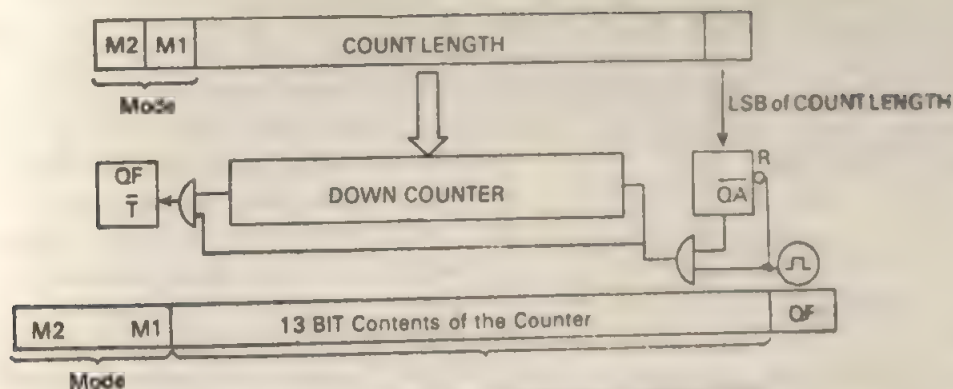 M2 M1 COUNT LENGTH
Mode
LSB of COUNT LENGTH
QF
T̅
DOWN COUNTER
Q̅A̅
R
M2 M1 13 BIT Contents of the Counter QF
Mode